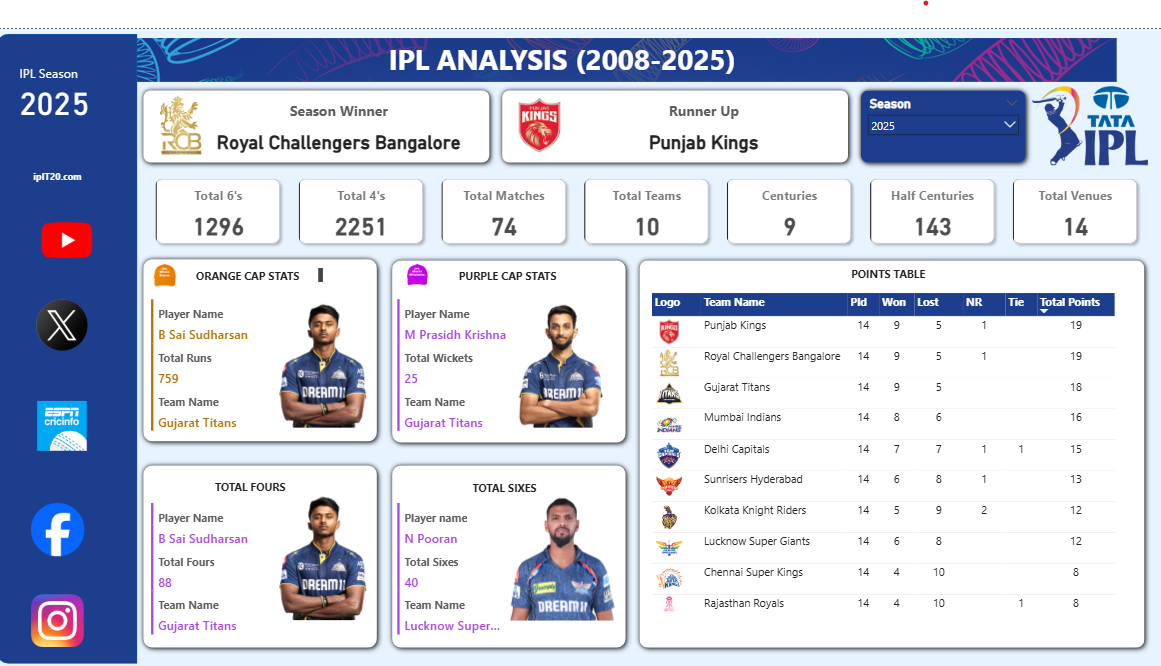 IPL ANALYSIS (2008-2025)
IPL Season
2025
iplT20.com
ESPN
cricinfo
RCB
Season Winner
Royal Challengers Bangalore
PUNJAB
KINGS
Runner Up
Punjab Kings
Season
2025
TATA
IPL
Total 6's
1296
Total 4's
2251
Total Matches
74
Total Teams
10
Centuries
9
Half Centuries
143
Total Venues
14
ORANGE CAP STATS
Player Name
B Sai Sudharsan
Total Runs
759
Team Name
Gujarat Titans
DREAM11
PURPLE CAP STATS
Player Name
M Prasidh Krishna
Total Wickets
25
Team Name
Gujarat Titans
DREAM11
TOTAL FOURS
Player Name
B Sai Sudharsan
Total Fours
88
Team Name
Gujarat Titans
DREAM11
TOTAL SIXES
Player name
N Pooran
Total Sixes
40
Team Name
Lucknow Super...
DREAM11
POINTS TABLE
Logo Team Name Pld Won Lost NR Tie Total Points
Punjab Kings 14 9 5 1 19
Royal Challengers Bangalore 14 9 5 1 19
Gujarat Titans 14 9 5 18
Mumbai Indians 14 8 6 16
Delhi Capitals 14 7 7 1 1 15
Sunrisers Hyderabad 14 6 8 1 13
Kolkata Knight Riders 14 5 9 2 12
Lucknow Super Giants 14 6 8 12
Chennai Super Kings 14 4 10 8
Rajasthan Royals 14 4 10 1 8